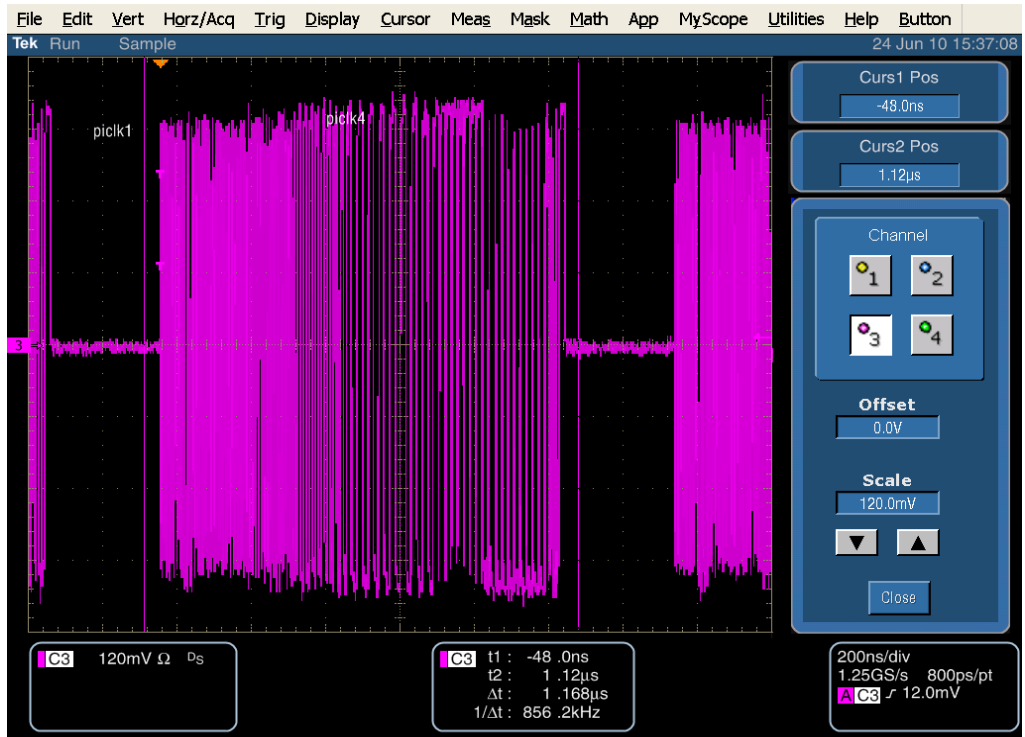 File Edit Vert Horz/Acq Trig Display Cursor Meas Mask Math App MyScope Utilities Help Button
Tek Run Sample 24 Jun 10 15:37:08
Curs1 Pos
-48.0ns
Curs2 Pos
1.12µs
piclk1
piclk4
Channel
1 2
3 4
3
Offset
0.0V
Scale
120.0mV
Close
C3 120mV Ω Ds
C3 t1 : -48 .0ns
t2 : 1 .12µs
Δt : 1 .168µs
1/Δt : 856 .2kHz
200ns/div
1.25GS/s 800ps/pt
A C3 12.0mV